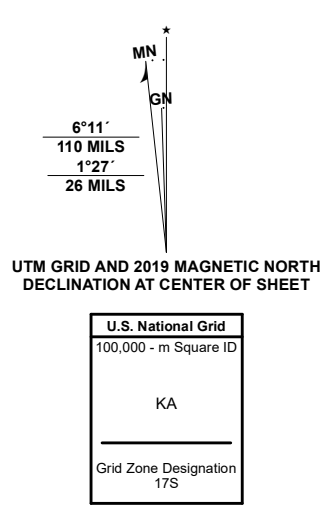 ★
MN
GN
6°11´
110 MILS
1°27´
26 MILS
UTM GRID AND 2019 MAGNETIC NORTH
DECLINATION AT CENTER OF SHEET
U.S. National Grid
100,000 - m Square ID
KA
Grid Zone Designation
17S